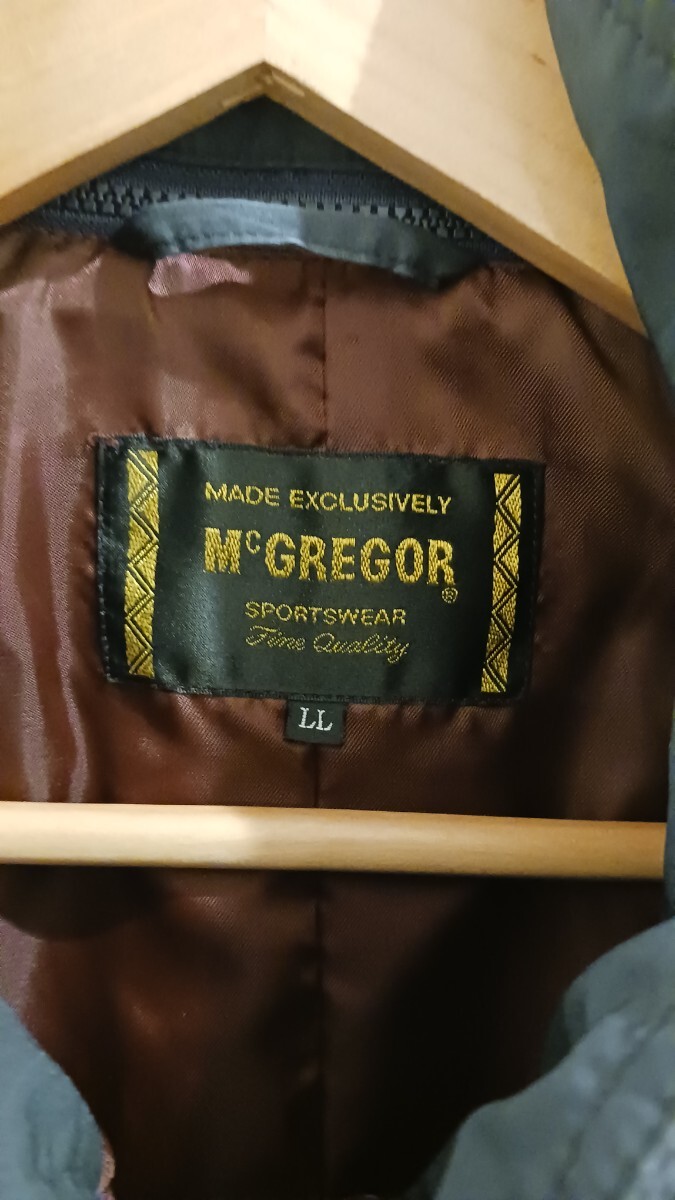 MADE EXCLUSIVELY
McGREGOR®
SPORTSWEAR
Fine Quality
LL